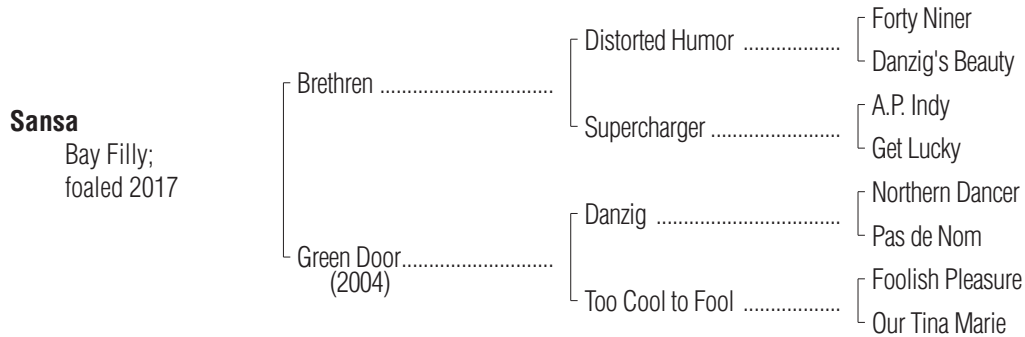 Sansa
Bay Filly;
foaled 2017
Brethren ................................
Green Door............................
(2004)
Distorted Humor ..................
Supercharger ........................
Danzig ..................................
Too Cool to Fool ..................
Forty Niner
Danzig's Beauty
A.P. Indy
Get Lucky
Northern Dancer
Pas de Nom
Foolish Pleasure
Our Tina Marie